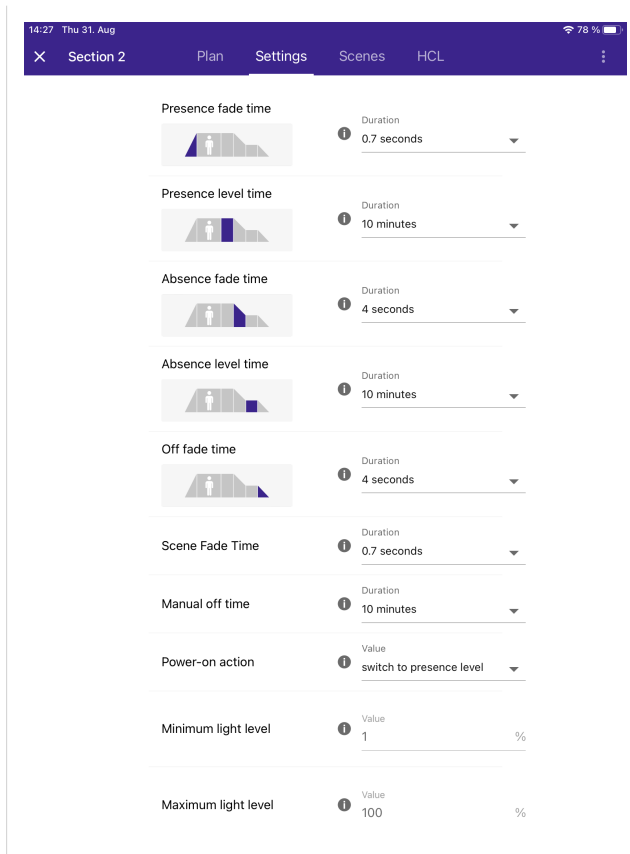 14:27 Thu 31. Aug 78 %
Section 2 Plan Settings Scenes HCL
Presence fade time
Duration
0.7 seconds
Presence level time
Duration
10 minutes
Absence fade time
Duration
4 seconds
Absence level time
Duration
10 minutes
Off fade time
Duration
4 seconds
Scene Fade Time
Duration
0.7 seconds
Manual off time
Duration
10 minutes
Power-on action
Value
switch to presence level
Minimum light level
Value
1 %
Maximum light level
Value
100 %